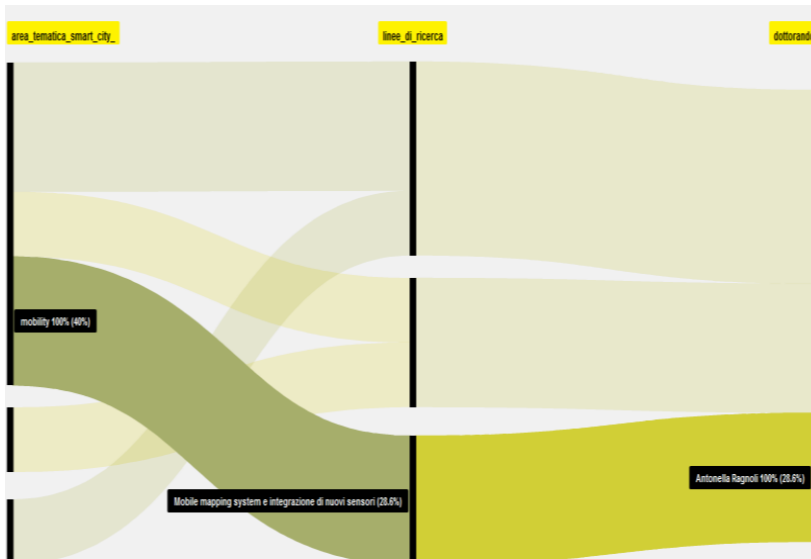 area_tematica_smart_city_
linee_di_ricerca
dottorando
mobility 100% (40%)
Mobile mapping system e integrazione di nuovi sensori (28.6%)
Antonella Ragnoli 100% (28.6%)